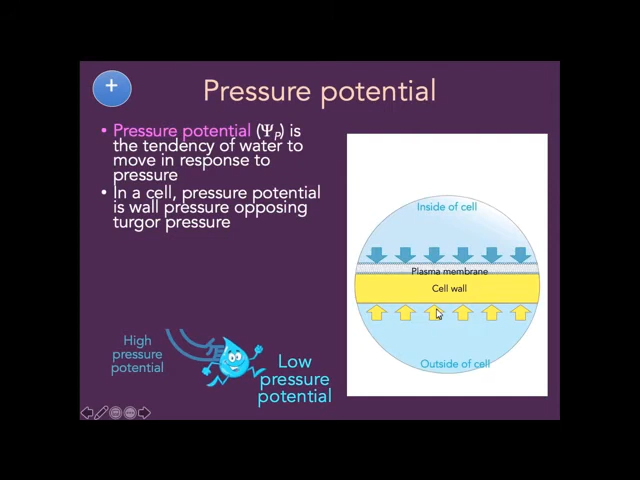 +
Pressure potential
• Pressure potential (ΨP) is
the tendency of water to
move in response to
pressure
• In a cell, pressure potential
is wall pressure opposing
turgor pressure
Inside of cell
Plasma membrane
Cell wall
Outside of cell
High
pressure
potential
Low
pressure
potential